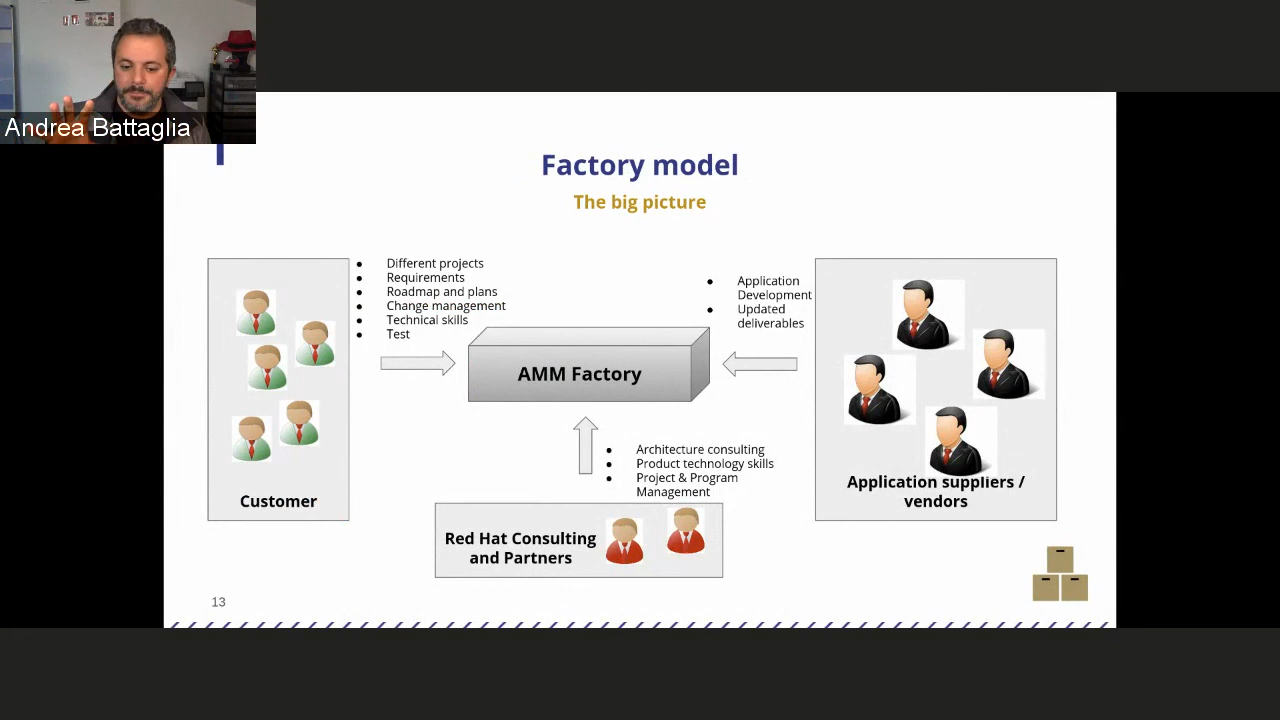 Andrea Battaglia
Factory model
The big picture
Different projects
Requirements
Roadmap and plans
Change management
Technical skills
Test
Application
Development
Updated
deliverables
AMM Factory
Architecture consulting
Product technology skills
Project & Program
Management
Customer
Application suppliers /
vendors
Red Hat Consulting
and Partners
13